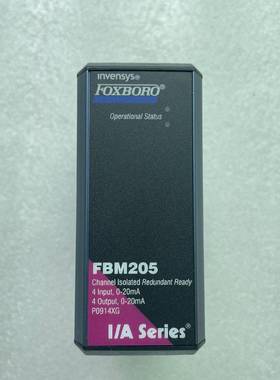 invensys
FOXBORO
Operational Status
FBM205
Channel Isolated Redundant Ready
4 Input, 0-20mA
4 Output, 0-20mA
P0914XG
I/A Series®